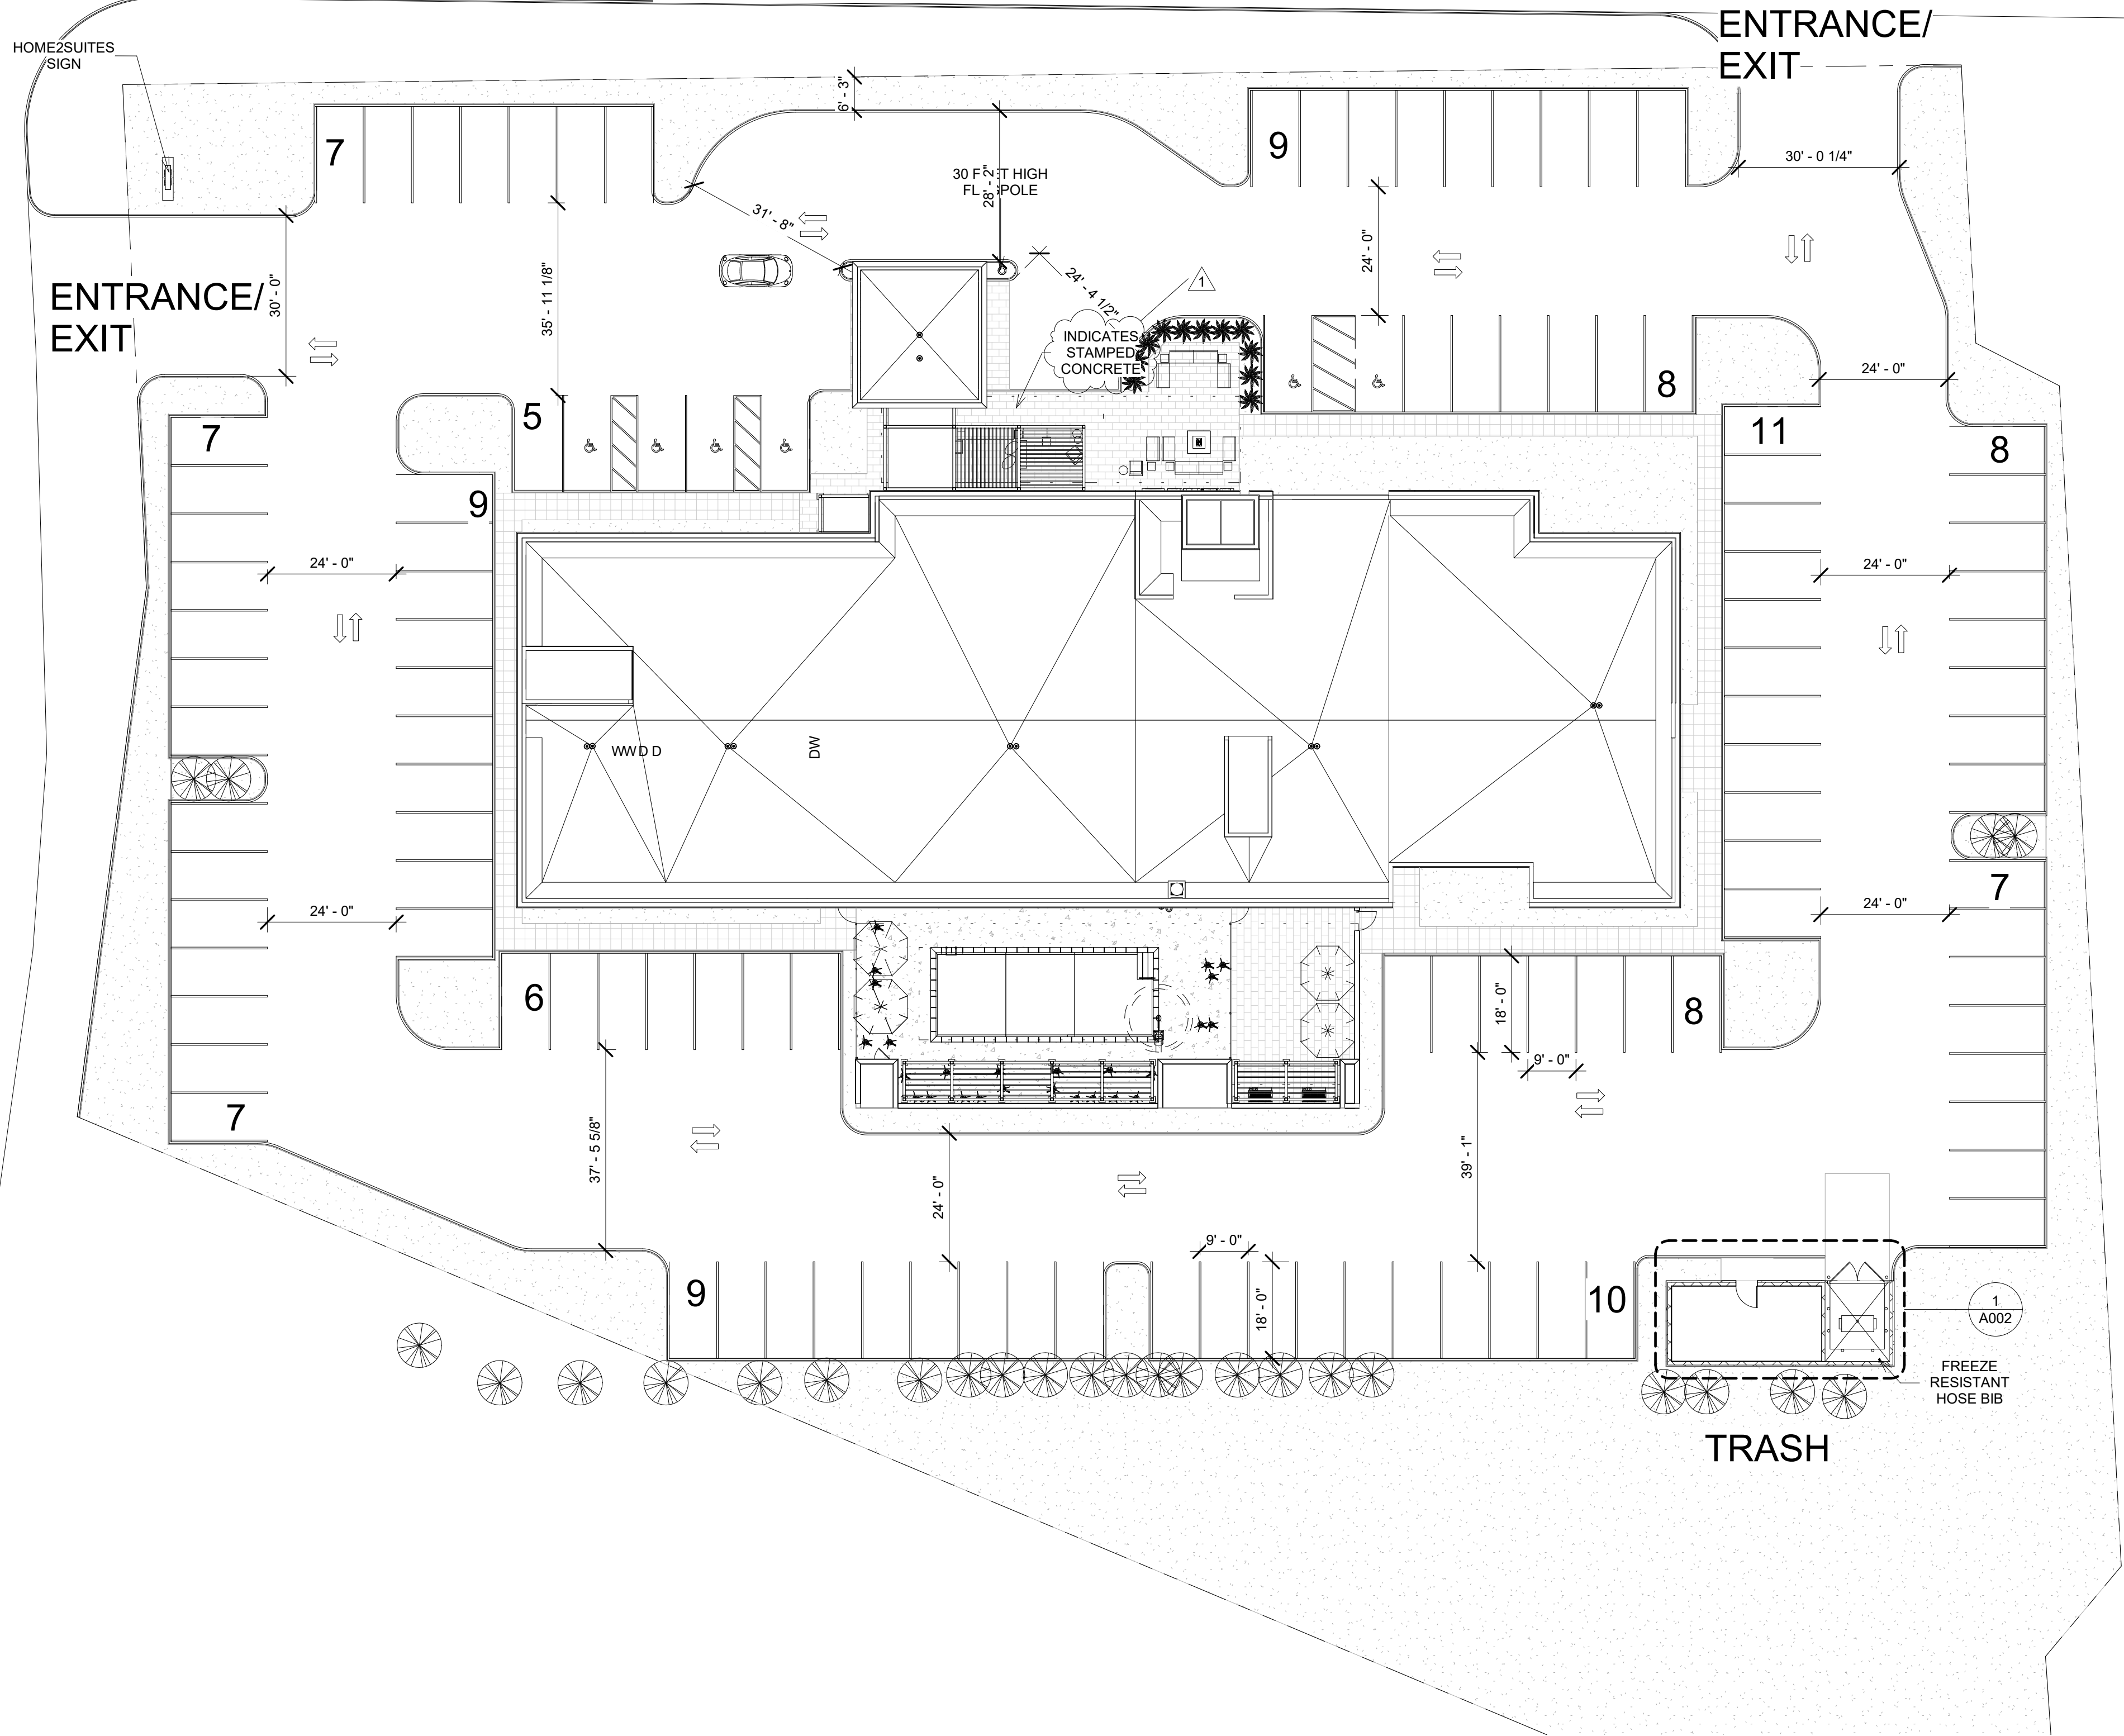 HOME2SUITES
SIGN
ENTRANCE/
EXIT
6' - 3"
7
9
30' - 0 1/4"
28' - 2"
31' - 8"
24' - 0"
35' - 11 1/8"
30' - 0"
ENTRANCE/
EXIT
24' - 4 1/2"
1
INDICATES
STAMPED
CONCRETE
24' - 0"
5
8
7
11
8
9
24' - 0"
24' - 0"
WWD D
DW
24' - 0"
24' - 0"
7
6
8
18' - 0"
9' - 0"
7
37' - 5 5/8"
39' - 1"
24' - 0"
9' - 0"
18' - 0"
9
10
1
A002
FREEZE
RESISTANT
HOSE BIB
TRASH